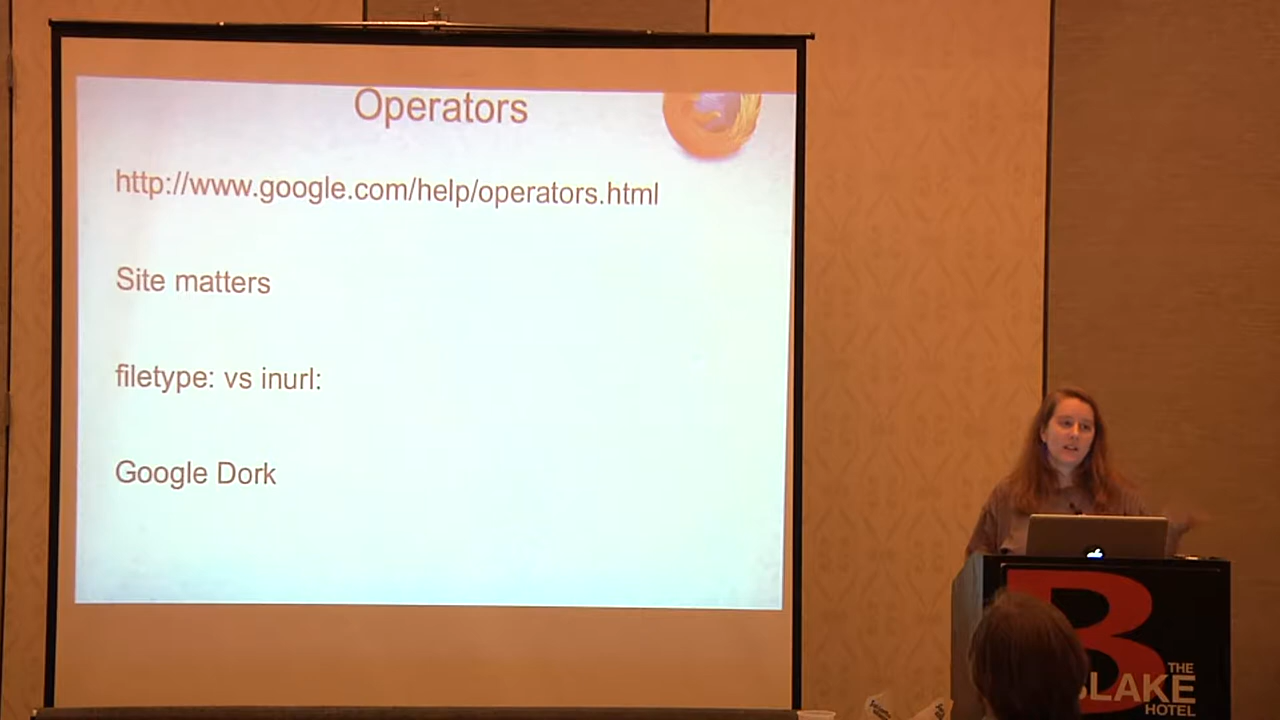 Operators
http://www.google.com/help/operators.html
Site matters
filetype: vs inurl:
Google Dork
B
THE
BLAKE
HOTEL